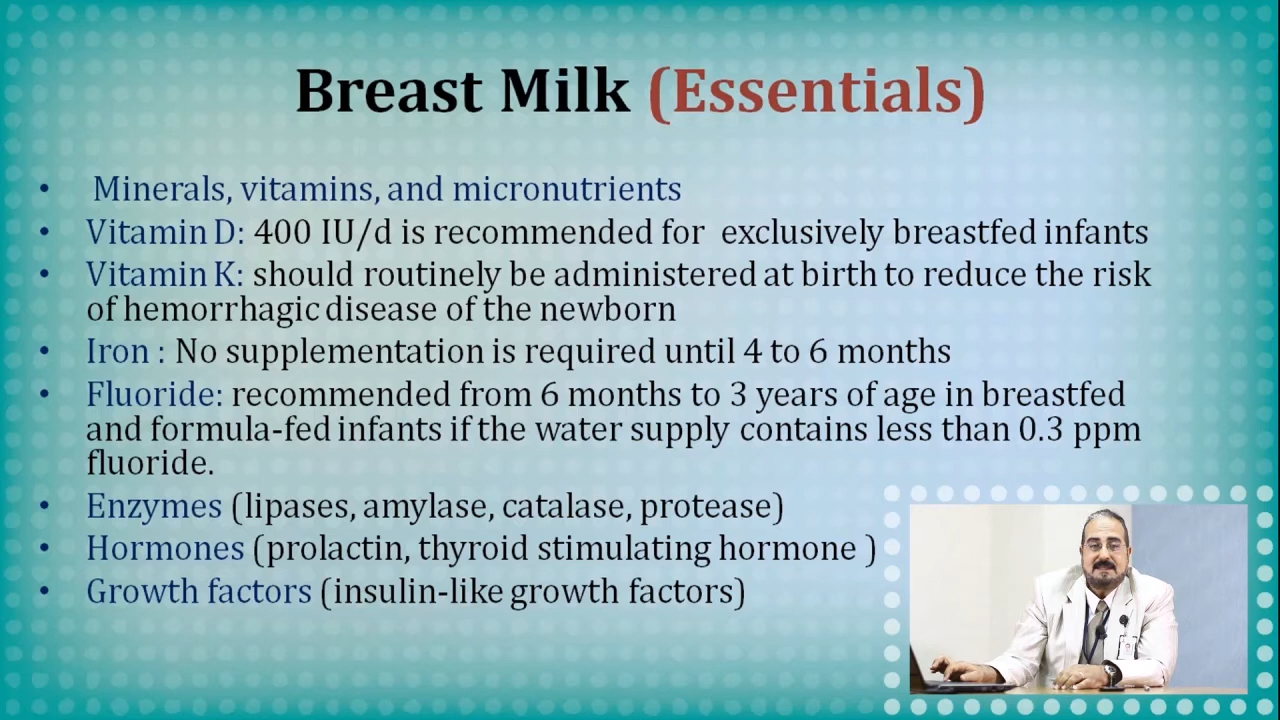 Breast Milk (Essentials)
• Minerals, vitamins, and micronutrients
• Vitamin D: 400 IU/d is recommended for exclusively breastfed infants
• Vitamin K: should routinely be administered at birth to reduce the risk
of hemorrhagic disease of the newborn
• Iron : No supplementation is required until 4 to 6 months
• Fluoride: recommended from 6 months to 3 years of age in breastfed
and formula-fed infants if the water supply contains less than 0.3 ppm
fluoride.
• Enzymes (lipases, amylase, catalase, protease)
• Hormones (prolactin, thyroid stimulating hormone )
• Growth factors (insulin-like growth factors)